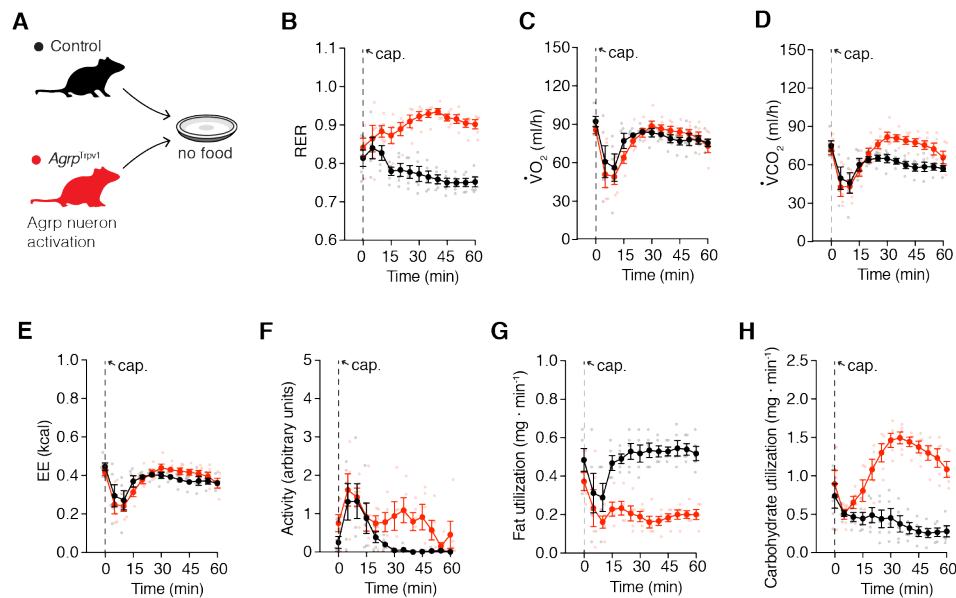 A
Control
Agrp Trpv1
no food
Agrp nueron
activation
B
cap.
RER
1.1
1.0
0.9
0.8
0.7
0.6
0 15 30 45 60
Time (min)
C
cap.
V̇O2 (ml/h)
150
120
90
60
30
0
0 15 30 45 60
Time (min)
D
cap.
V̇CO2 (ml/h)
150
120
90
60
30
0
0 15 30 45 60
Time (min)
E
cap.
EE (kcal)
1.0
0.8
0.6
0.4
0.2
0.0
0 15 30 45 60
Time (min)
F
cap.
Activity (arbitrary units)
5
4
3
2
1
0
0 15 30 45 60
Time (min)
G
cap.
Fat utilization (mg · min-1)
1.0
0.8
0.6
0.4
0.2
0.0
0 15 30 45 60
Time (min)
H
cap.
Carbohydrate utilization (mg · min-1)
2.5
2.0
1.5
1.0
0.5
0.0
0 15 30 45 60
Time (min)